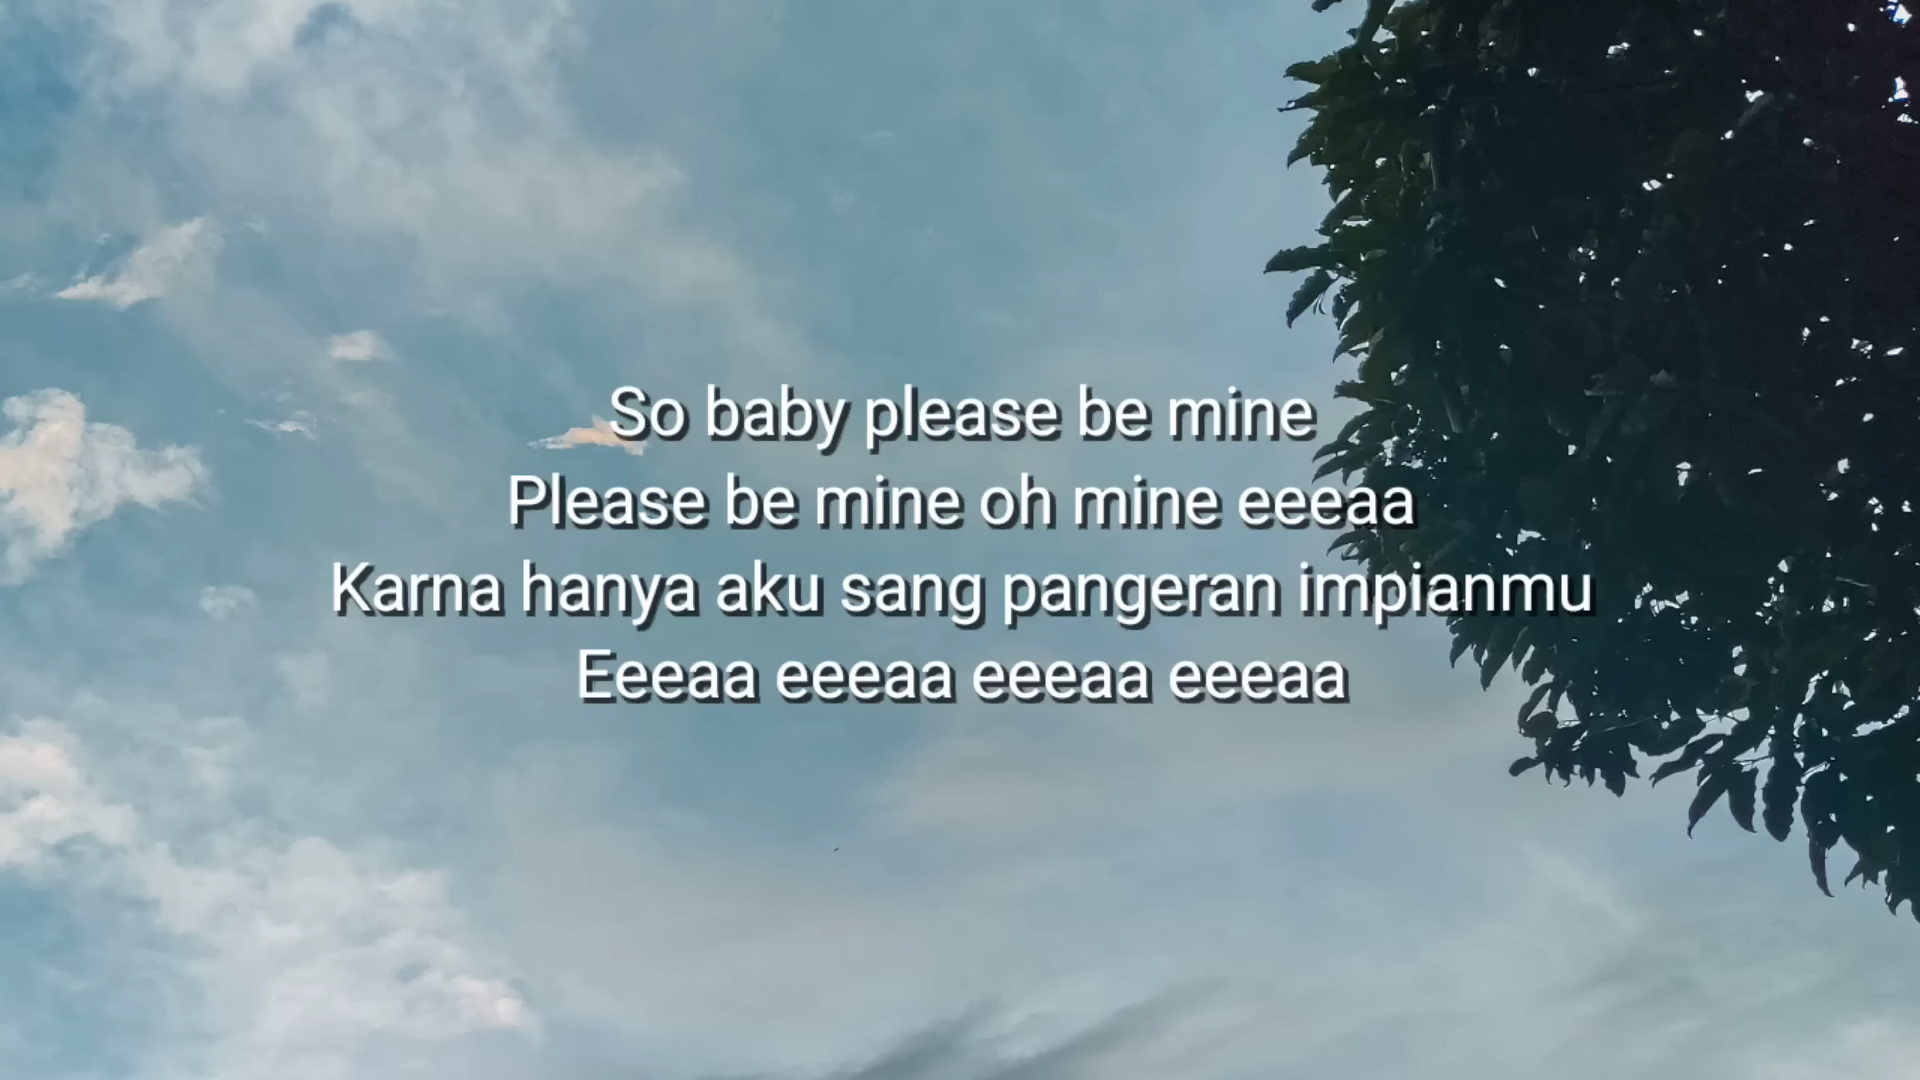 So baby please be mine
Please be mine oh mine eeeaa
Karna hanya aku sang pangeran impianmu
Eeeaa eeeaa eeeaa eeeaa